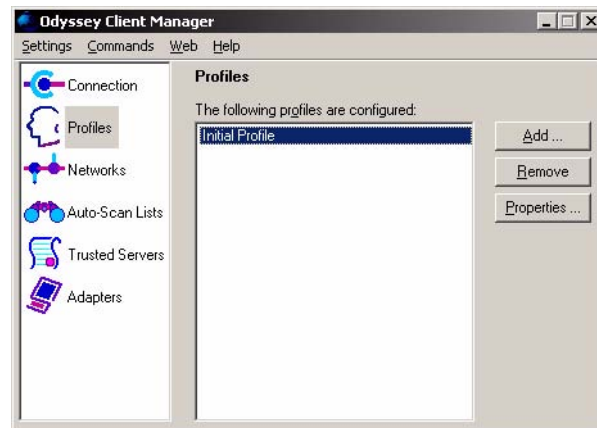 Odyssey Client Manager
Settings Commands Web Help
Connection
Profiles
Networks
Auto-Scan Lists
Trusted Servers
Adapters
Profiles
The following profiles are configured:
Initial Profile
Add ...
Remove
Properties ...